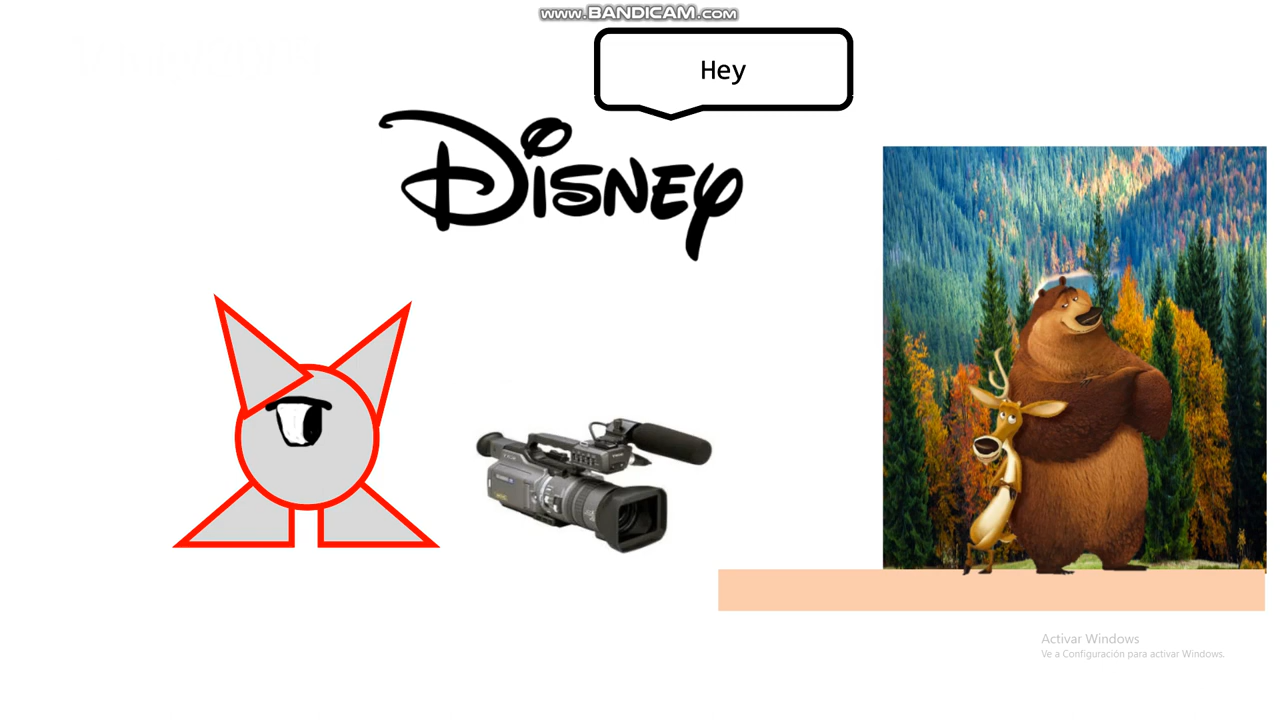 www.BANDICAM.com
Hey
Disney
Activar Windows
Ve a Configuración para activar Windows.